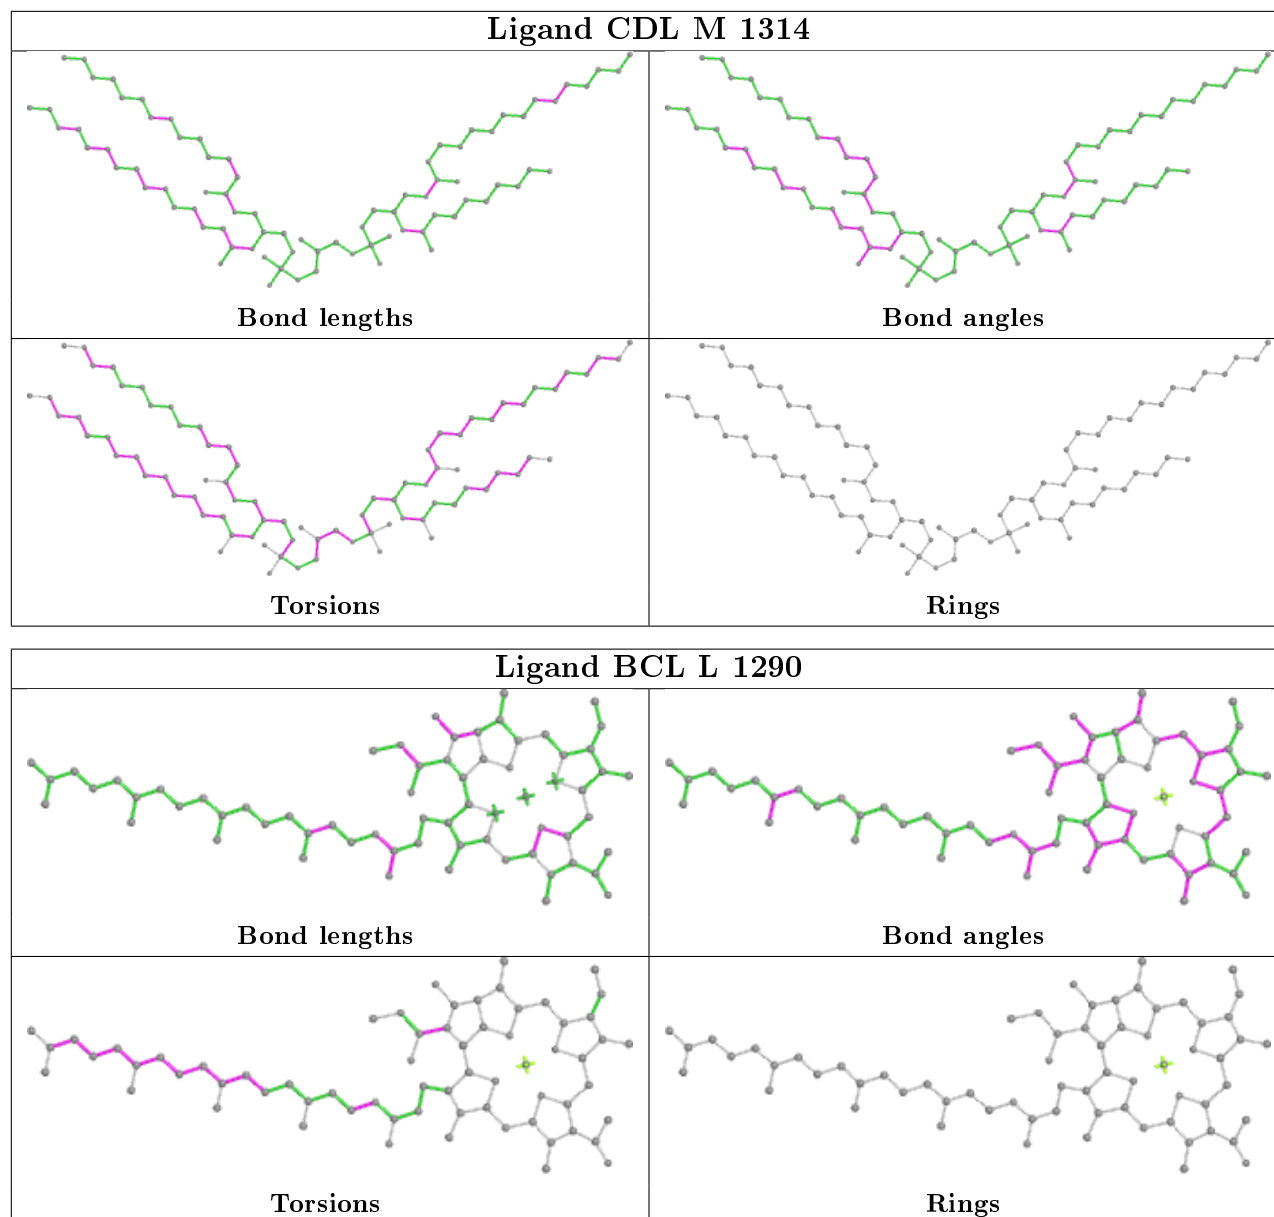 Ligand CDL M 1314
Bond lengths
Bond angles
Torsions
Rings
Ligand BCL L 1290
Bond lengths
Bond angles
Torsions
Rings